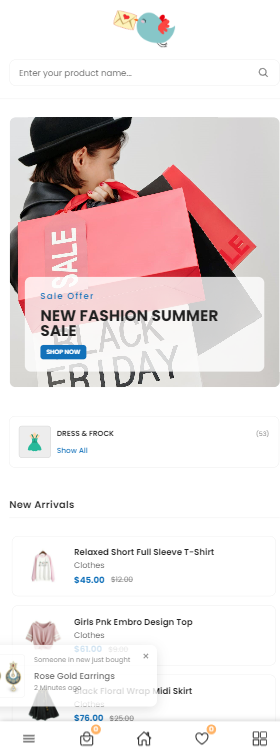 Enter your product name...
SALE
SALE
Sale Offer
NEW FASHION SUMMER
SALE
SHOP NOW
BLACK
FRIDAY
DRESS & FROCK
(53)
Show All
New Arrivals
Relaxed Short Full Sleeve T-Shirt
Clothes
$45.00 $12.00
Girls Pnk Embro Design Top
Clothes
$61.00 $9.00
Someone in new just bought
Rose Gold Earrings
2 Minutes ago
Black Floral Wrap Midi Skirt
Clothes
$76.00 $25.00
0
0